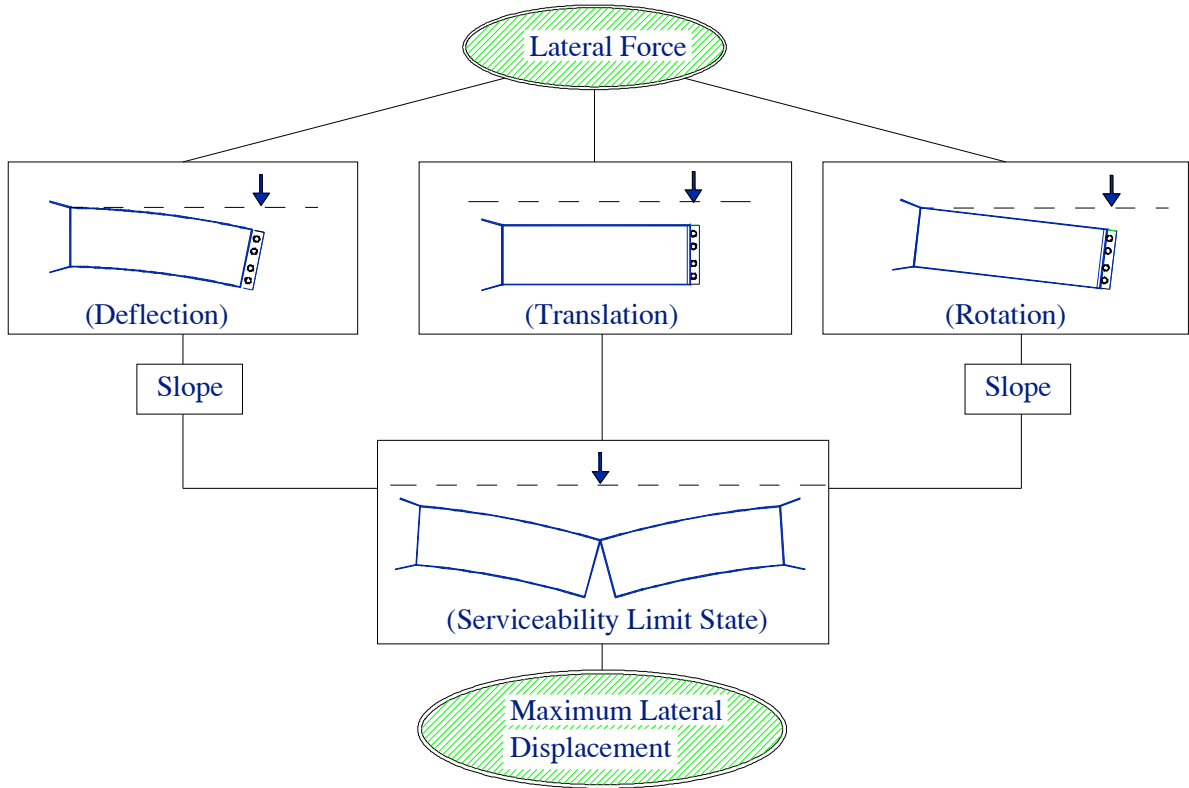 Lateral Force
(Deflection)
(Translation)
(Rotation)
Slope
Slope
(Serviceability Limit State)
Maximum Lateral
Displacement